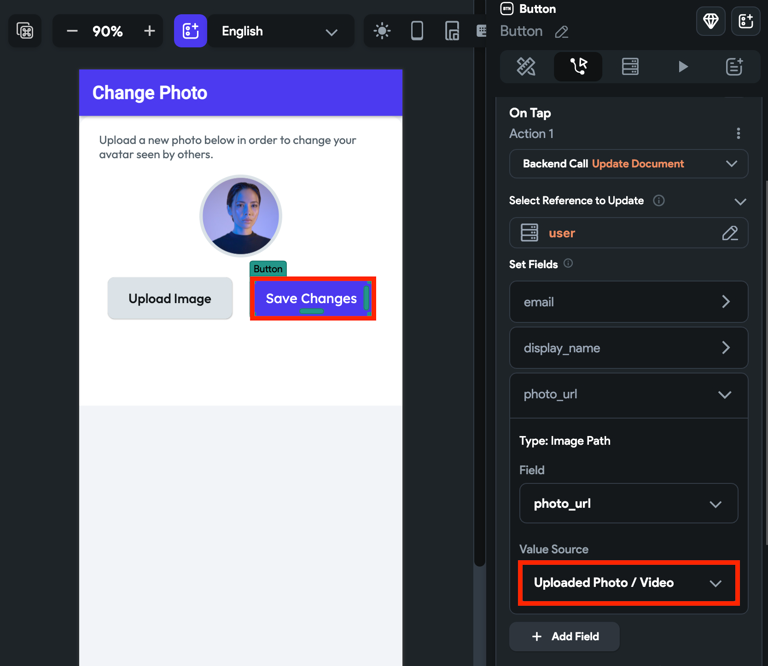 90%
English
BTN Button
Button
Change Photo
Upload a new photo below in order to change your
avatar seen by others.
Button
Upload Image
Save Changes
On Tap
Action 1
Backend Call Update Document
Select Reference to Update
user
Set Fields
email
display_name
photo_url
Type: Image Path
Field
photo_url
Value Source
Uploaded Photo / Video
+ Add Field